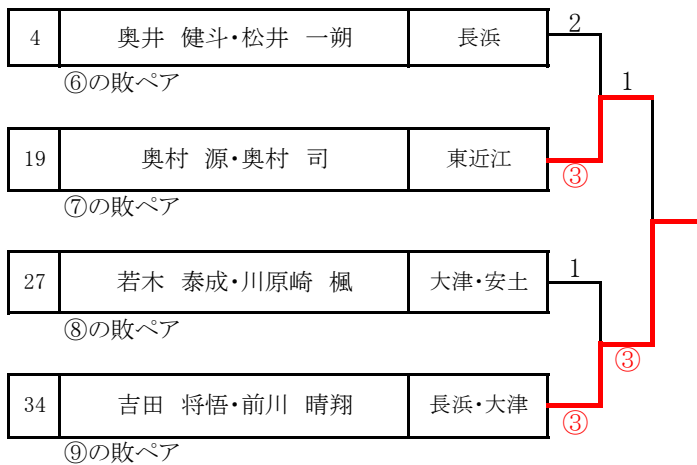 4 奥井 健斗・松井 一朔 長浜 2
⑥の敗ペア
1
19 奥村 源・奥村 司 東近江 ③
⑦の敗ペア
27 若木 泰成・川原崎 楓 大津・安土 1
⑧の敗ペア
③
34 吉田 将悟・前川 晴翔 長浜・大津 ③
⑨の敗ペア